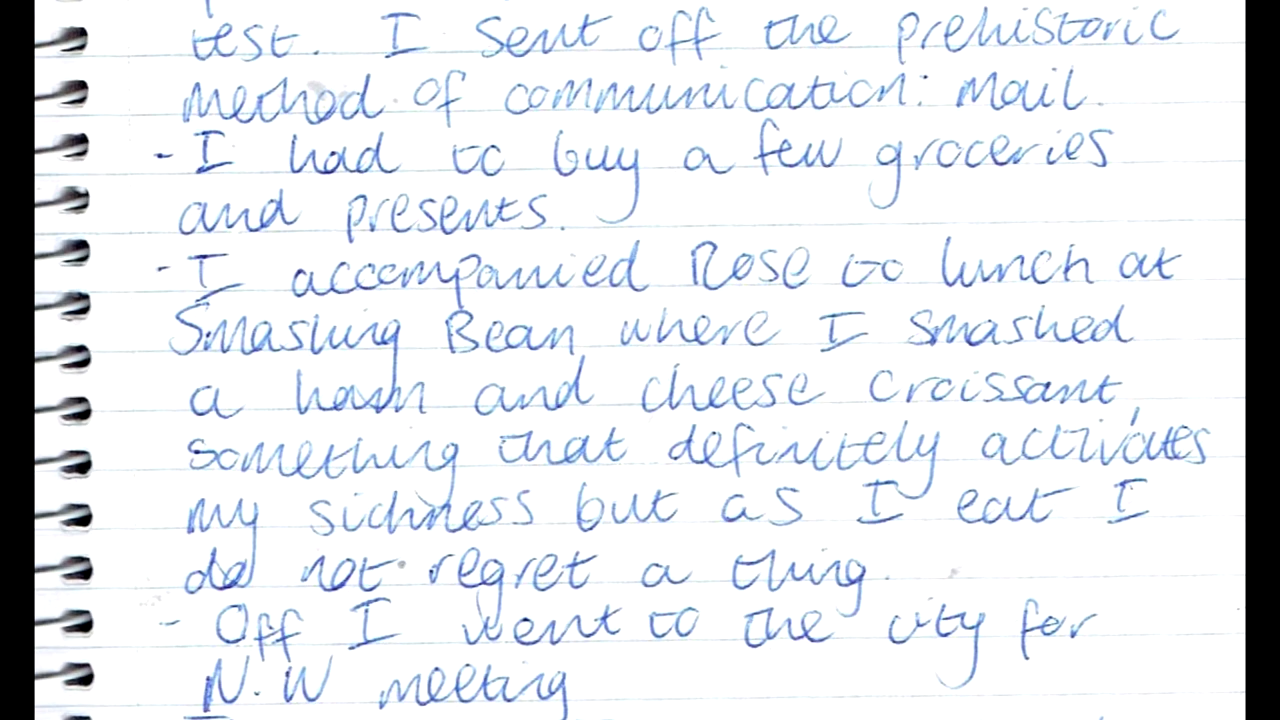 test. I sent off the prehistoric
method of communication: mail.
- I had to buy a few groceries
and presents.
- I accompanied Rose to lunch at
Smashing Bean, where I smashed
a ham and cheese croissant,
something that definitely activates
my sickness but as I eat I
do not regret a thing.
- Off I went to the city for
N.W meeting